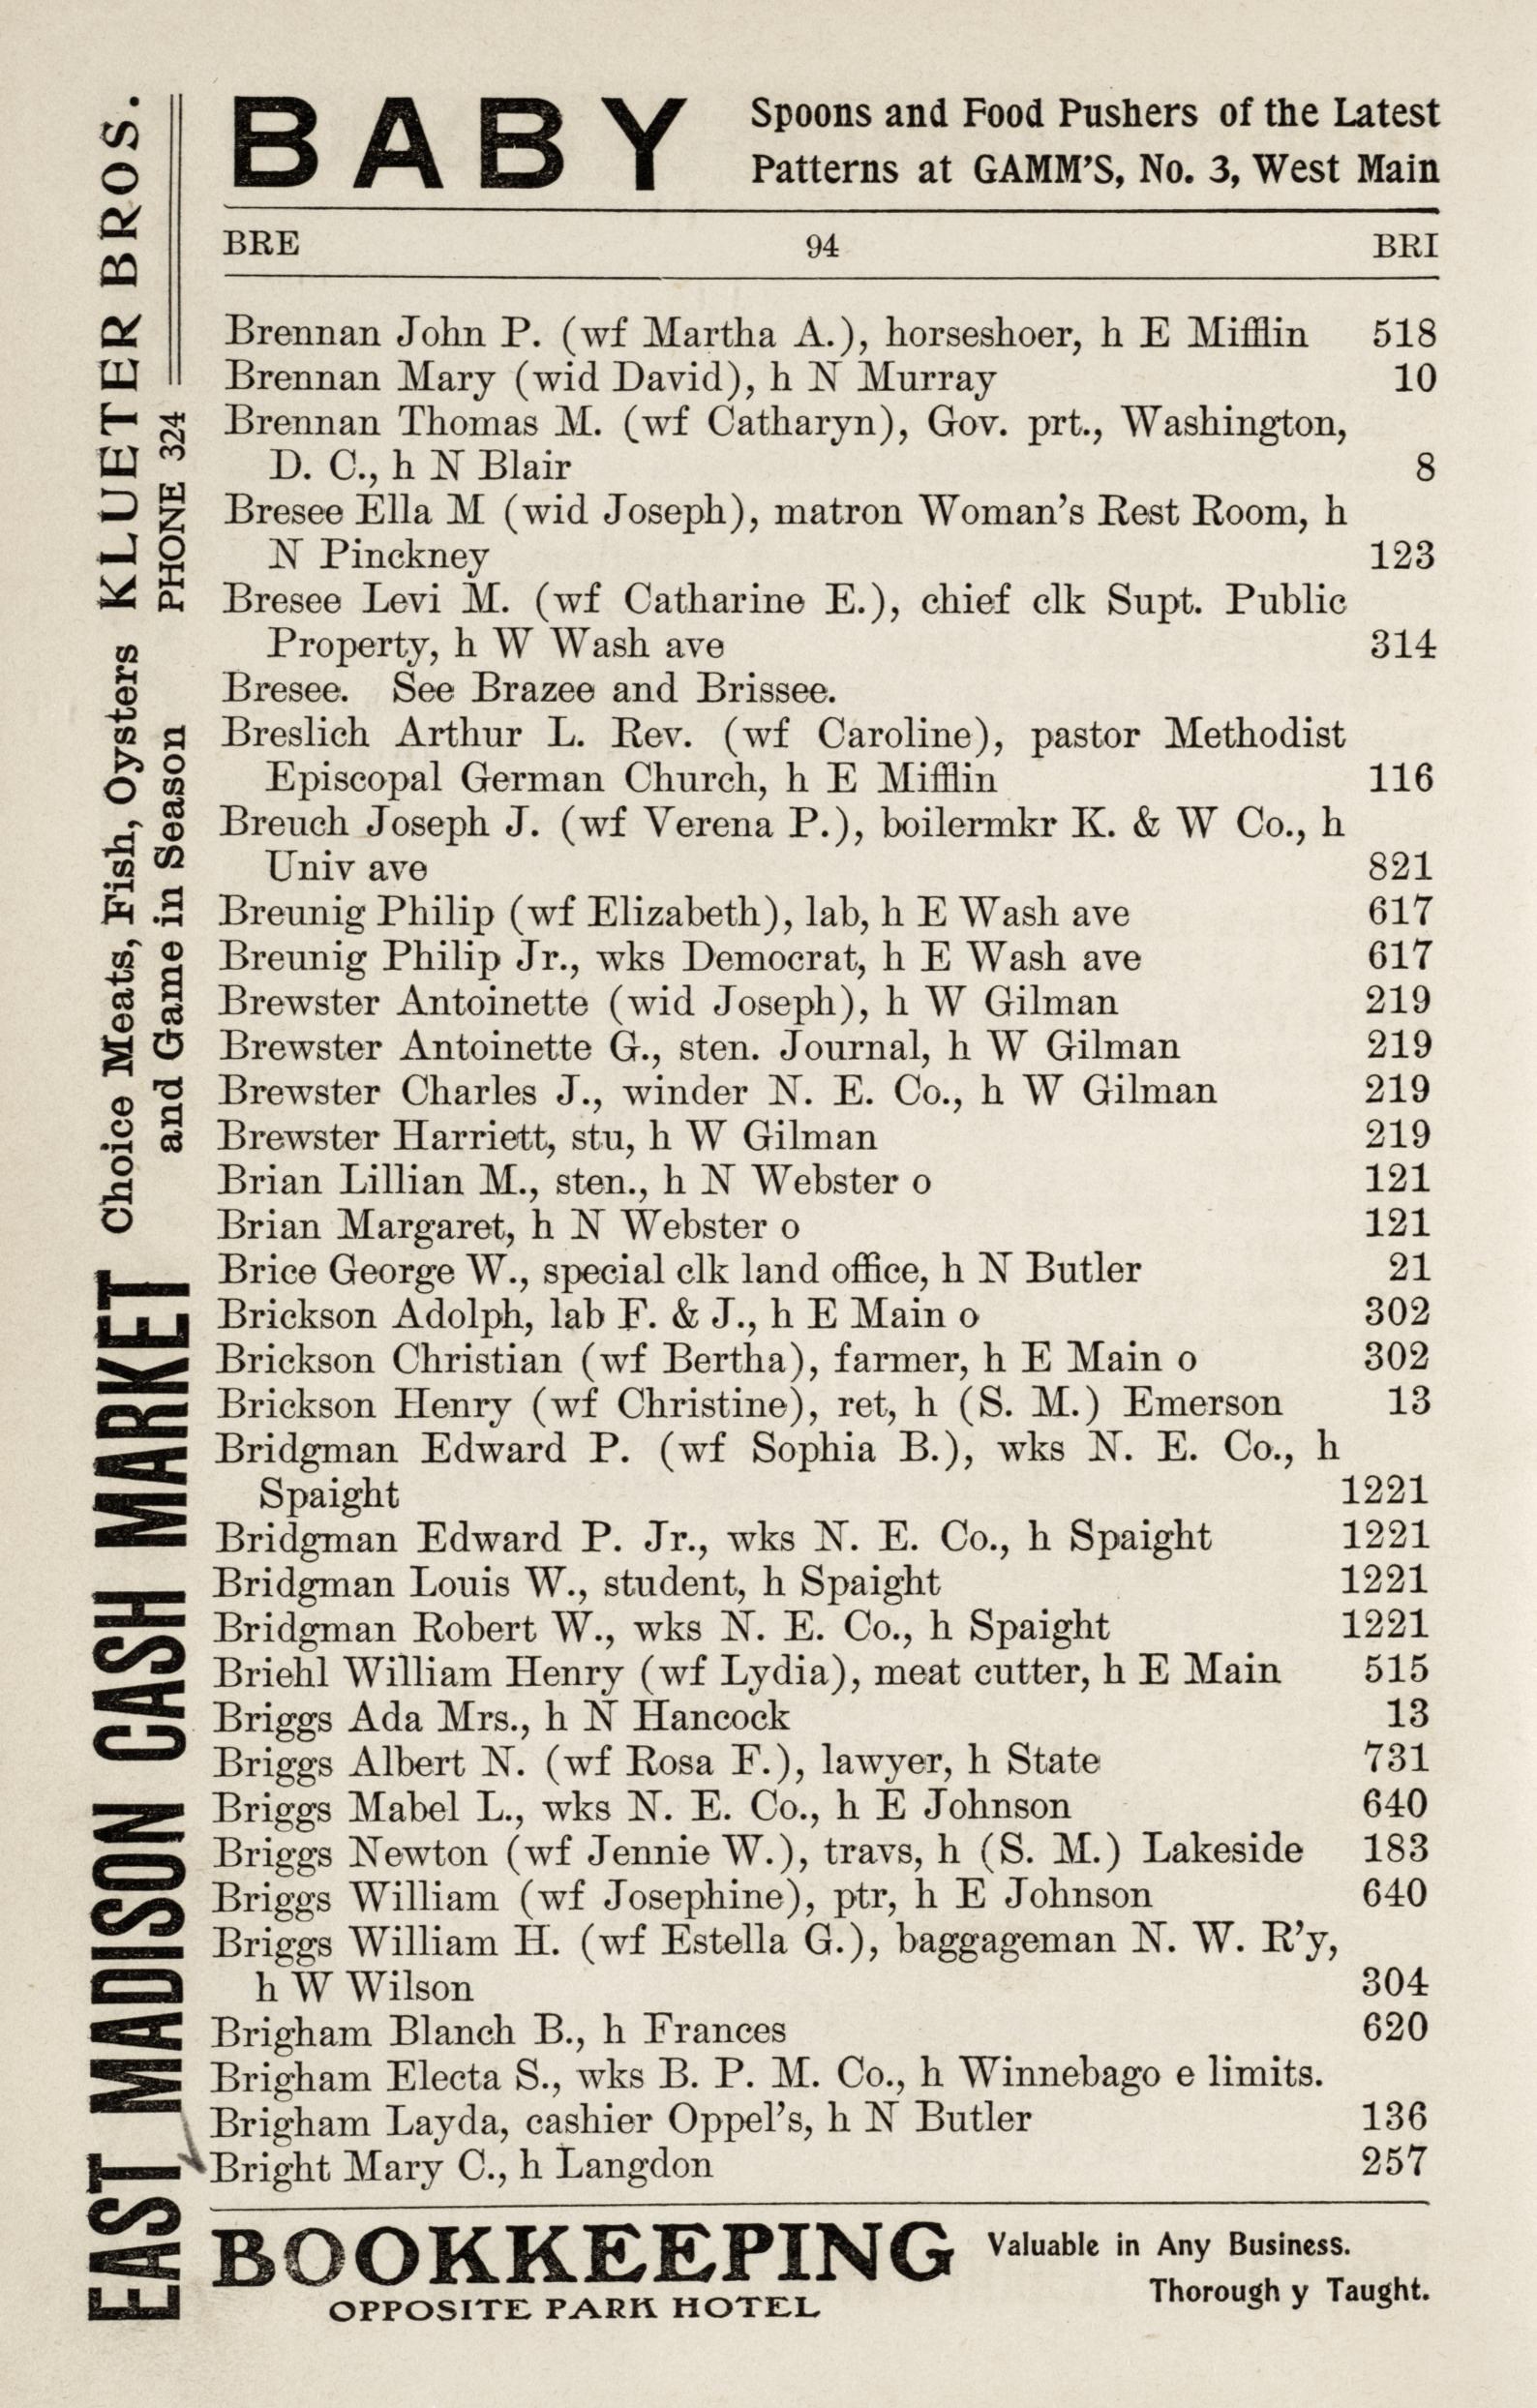 BABY Spoons and Food Pushers of the Latest
Patterns at GAMM'S, No. 3, West Main
BRE 94 BRI
Brennan John P. (wf Martha A.), horseshoer, h E Mifflin 518
Brennan Mary (wid David), h N Murray 10
Brennan Thomas M. (wf Catharyn), Gov. prt., Washington,
D. C., h N Blair 8
Bresee Ella M (wid Joseph), matron Woman's Rest Room, h
N Pinckney 123
Bresee Levi M. (wf Catharine E.), chief clk Supt. Public
Property, h W Wash ave 314
Bresee. See Brazee and Brissee.
Breslich Arthur L. Rev. (wf Caroline), pastor Methodist
Episcopal German Church, h E Mifflin 116
Breuch Joseph J. (wf Verena P.), boilermkr K. & W Co., h
Univ ave 821
Breunig Philip (wf Elizabeth), lab, h E Wash ave 617
Breunig Philip Jr., wks Democrat, h E Wash ave 617
Brewster Antoinette (wid Joseph), h W Gilman 219
Brewster Antoinette G., sten. Journal, h W Gilman 219
Brewster Charles J., winder N. E. Co., h W Gilman 219
Brewster Harriett, stu, h W Gilman 219
Brian Lillian M., sten., h N Webster o 121
Brian Margaret, h N Webster o 121
Brice George W., special clk land office, h N Butler 21
Brickson Adolph, lab F. & J., h E Main o 302
Brickson Christian (wf Bertha), farmer, h E Main o 302
Brickson Henry (wf Christine), ret, h (S. M.) Emerson 13
Bridgman Edward P. (wf Sophia B.), wks N. E. Co., h
Spaight 1221
Bridgman Edward P. Jr., wks N. E. Co., h Spaight 1221
Bridgman Louis W., student, h Spaight 1221
Bridgman Robert W., wks N. E. Co., h Spaight 1221
Briehl William Henry (wf Lydia), meat cutter, h E Main 515
Briggs Ada Mrs., h N Hancock 13
Briggs Albert N. (wf Rosa F.), lawyer, h State 731
Briggs Mabel L., wks N. E. Co., h E Johnson 640
Briggs Newton (wf Jennie W.), travs, h (S. M.) Lakeside 183
Briggs William (wf Josephine), ptr, h E Johnson 640
Briggs William H. (wf Estella G.), baggageman N. W. R'y,
h W Wilson 304
Brigham Blanch B., h Frances 620
Brigham Electa S., wks B. P. M. Co., h Winnebago e limits.
Brigham Layda, cashier Oppel's, h N Butler 136
Bright Mary C., h Langdon 257
BOOKKEEPING Valuable in Any Business.
OPPOSITE PARK HOTEL Thorough y Taught.
EAST MADISON CASH MARKET Choice Meats, Fish, Oysters KLUETER BROS.
and Game in Season PHONE 324